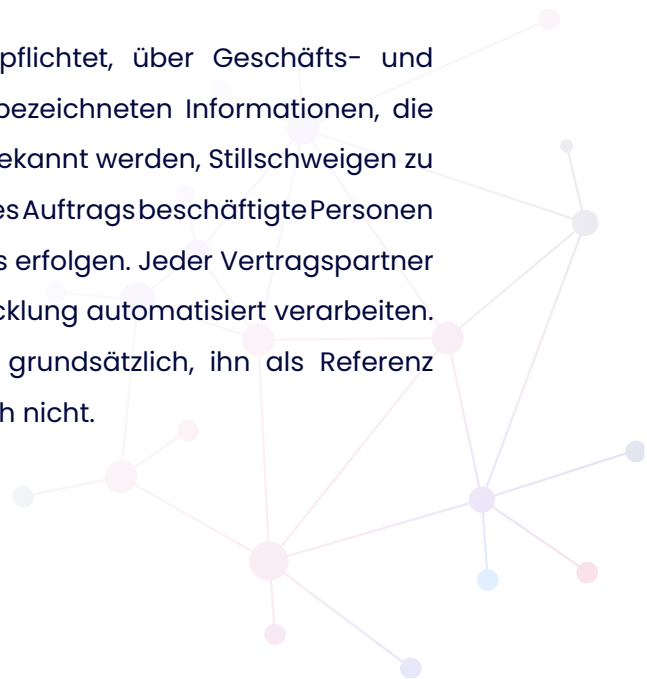 pflichtet, über Geschäfts- und
bezeichneten Informationen, die
ekannt werden, Stillschweigen zu
es Auftrags beschäftigte Personen
s erfolgen. Jeder Vertragspartner
cklung automatisiert verarbeiten.
grundsätzlich, ihn als Referenz
h nicht.